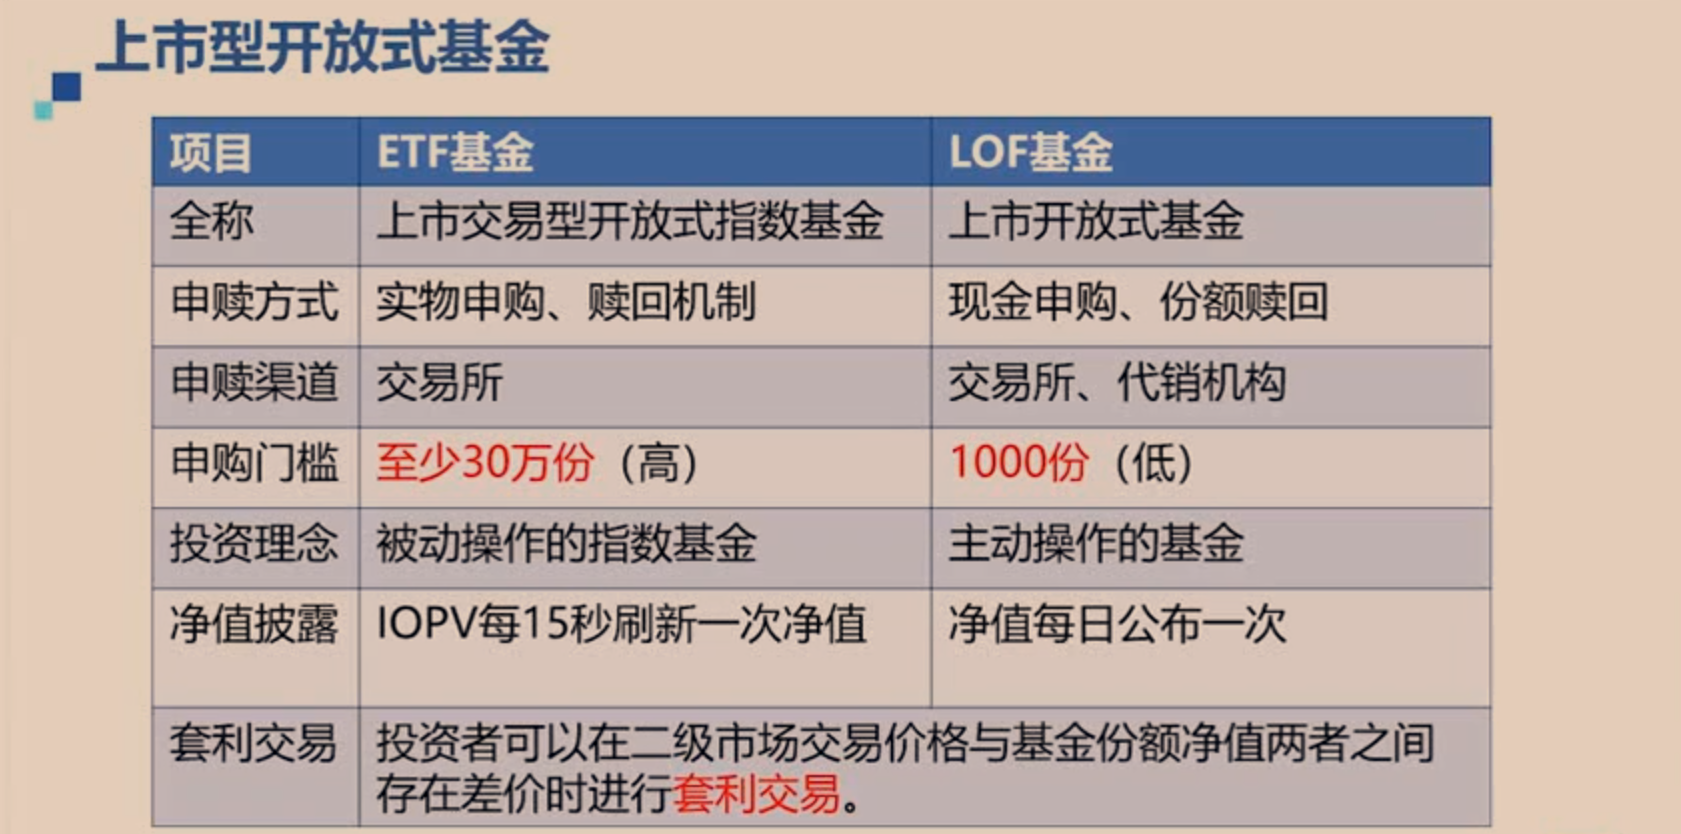 上市型开放式基金
项目 ETF基金 LOF基金
全称 上市交易型开放式指数基金 上市开放式基金
申赎方式 实物申购、赎回机制 现金申购、份额赎回
申赎渠道 交易所 交易所、代销机构
申购门槛 至少30万份（高） 1000份（低）
投资理念 被动操作的指数基金 主动操作的基金
净值披露 IOPV每15秒刷新一次净值 净值每日公布一次
套利交易 投资者可以在二级市场交易价格与基金份额净值两者之间
存在差价时进行套利交易。